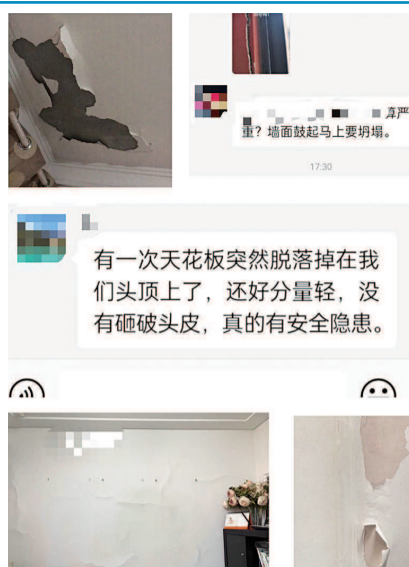 真严
重？墙面鼓起马上要坍塌。
17:30
有一次天花板突然脱落掉在我
们头顶上了，还好分量轻，没
有砸破头皮，真的有安全隐患。